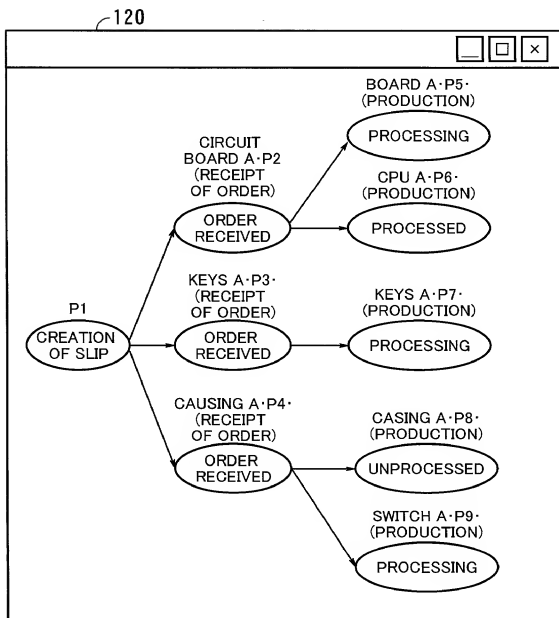 120
BOARD A·P5·
(PRODUCTION)
PROCESSING
CIRCUIT
BOARD A·P2
(RECEIPT
OF ORDER)
ORDER
RECEIVED
CPU A·P6·
(PRODUCTION)
PROCESSED
P1
CREATION
OF SLIP
KEYS A·P3·
(RECEIPT
OF ORDER)
ORDER
RECEIVED
KEYS A·P7·
(PRODUCTION)
PROCESSING
CAUSING A·P4·
(RECEIPT
OF ORDER)
ORDER
RECEIVED
CASING A·P8·
(PRODUCTION)
UNPROCESSED
SWITCH A·P9·
(PRODUCTION)
PROCESSING